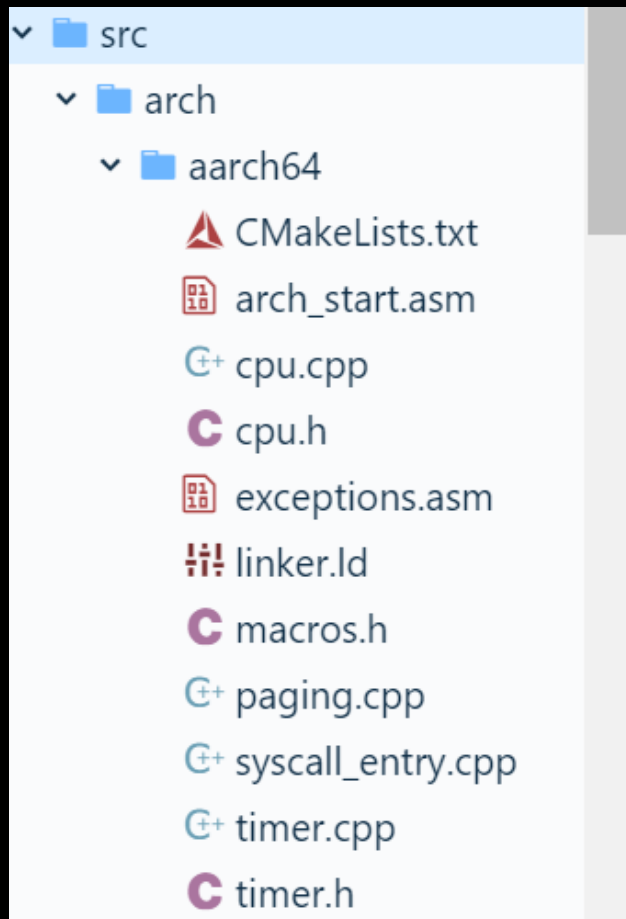 src
arch
aarch64
CMakeLists.txt
arch_start.asm
cpu.cpp
cpu.h
exceptions.asm
linker.ld
macros.h
paging.cpp
syscall_entry.cpp
timer.cpp
timer.h